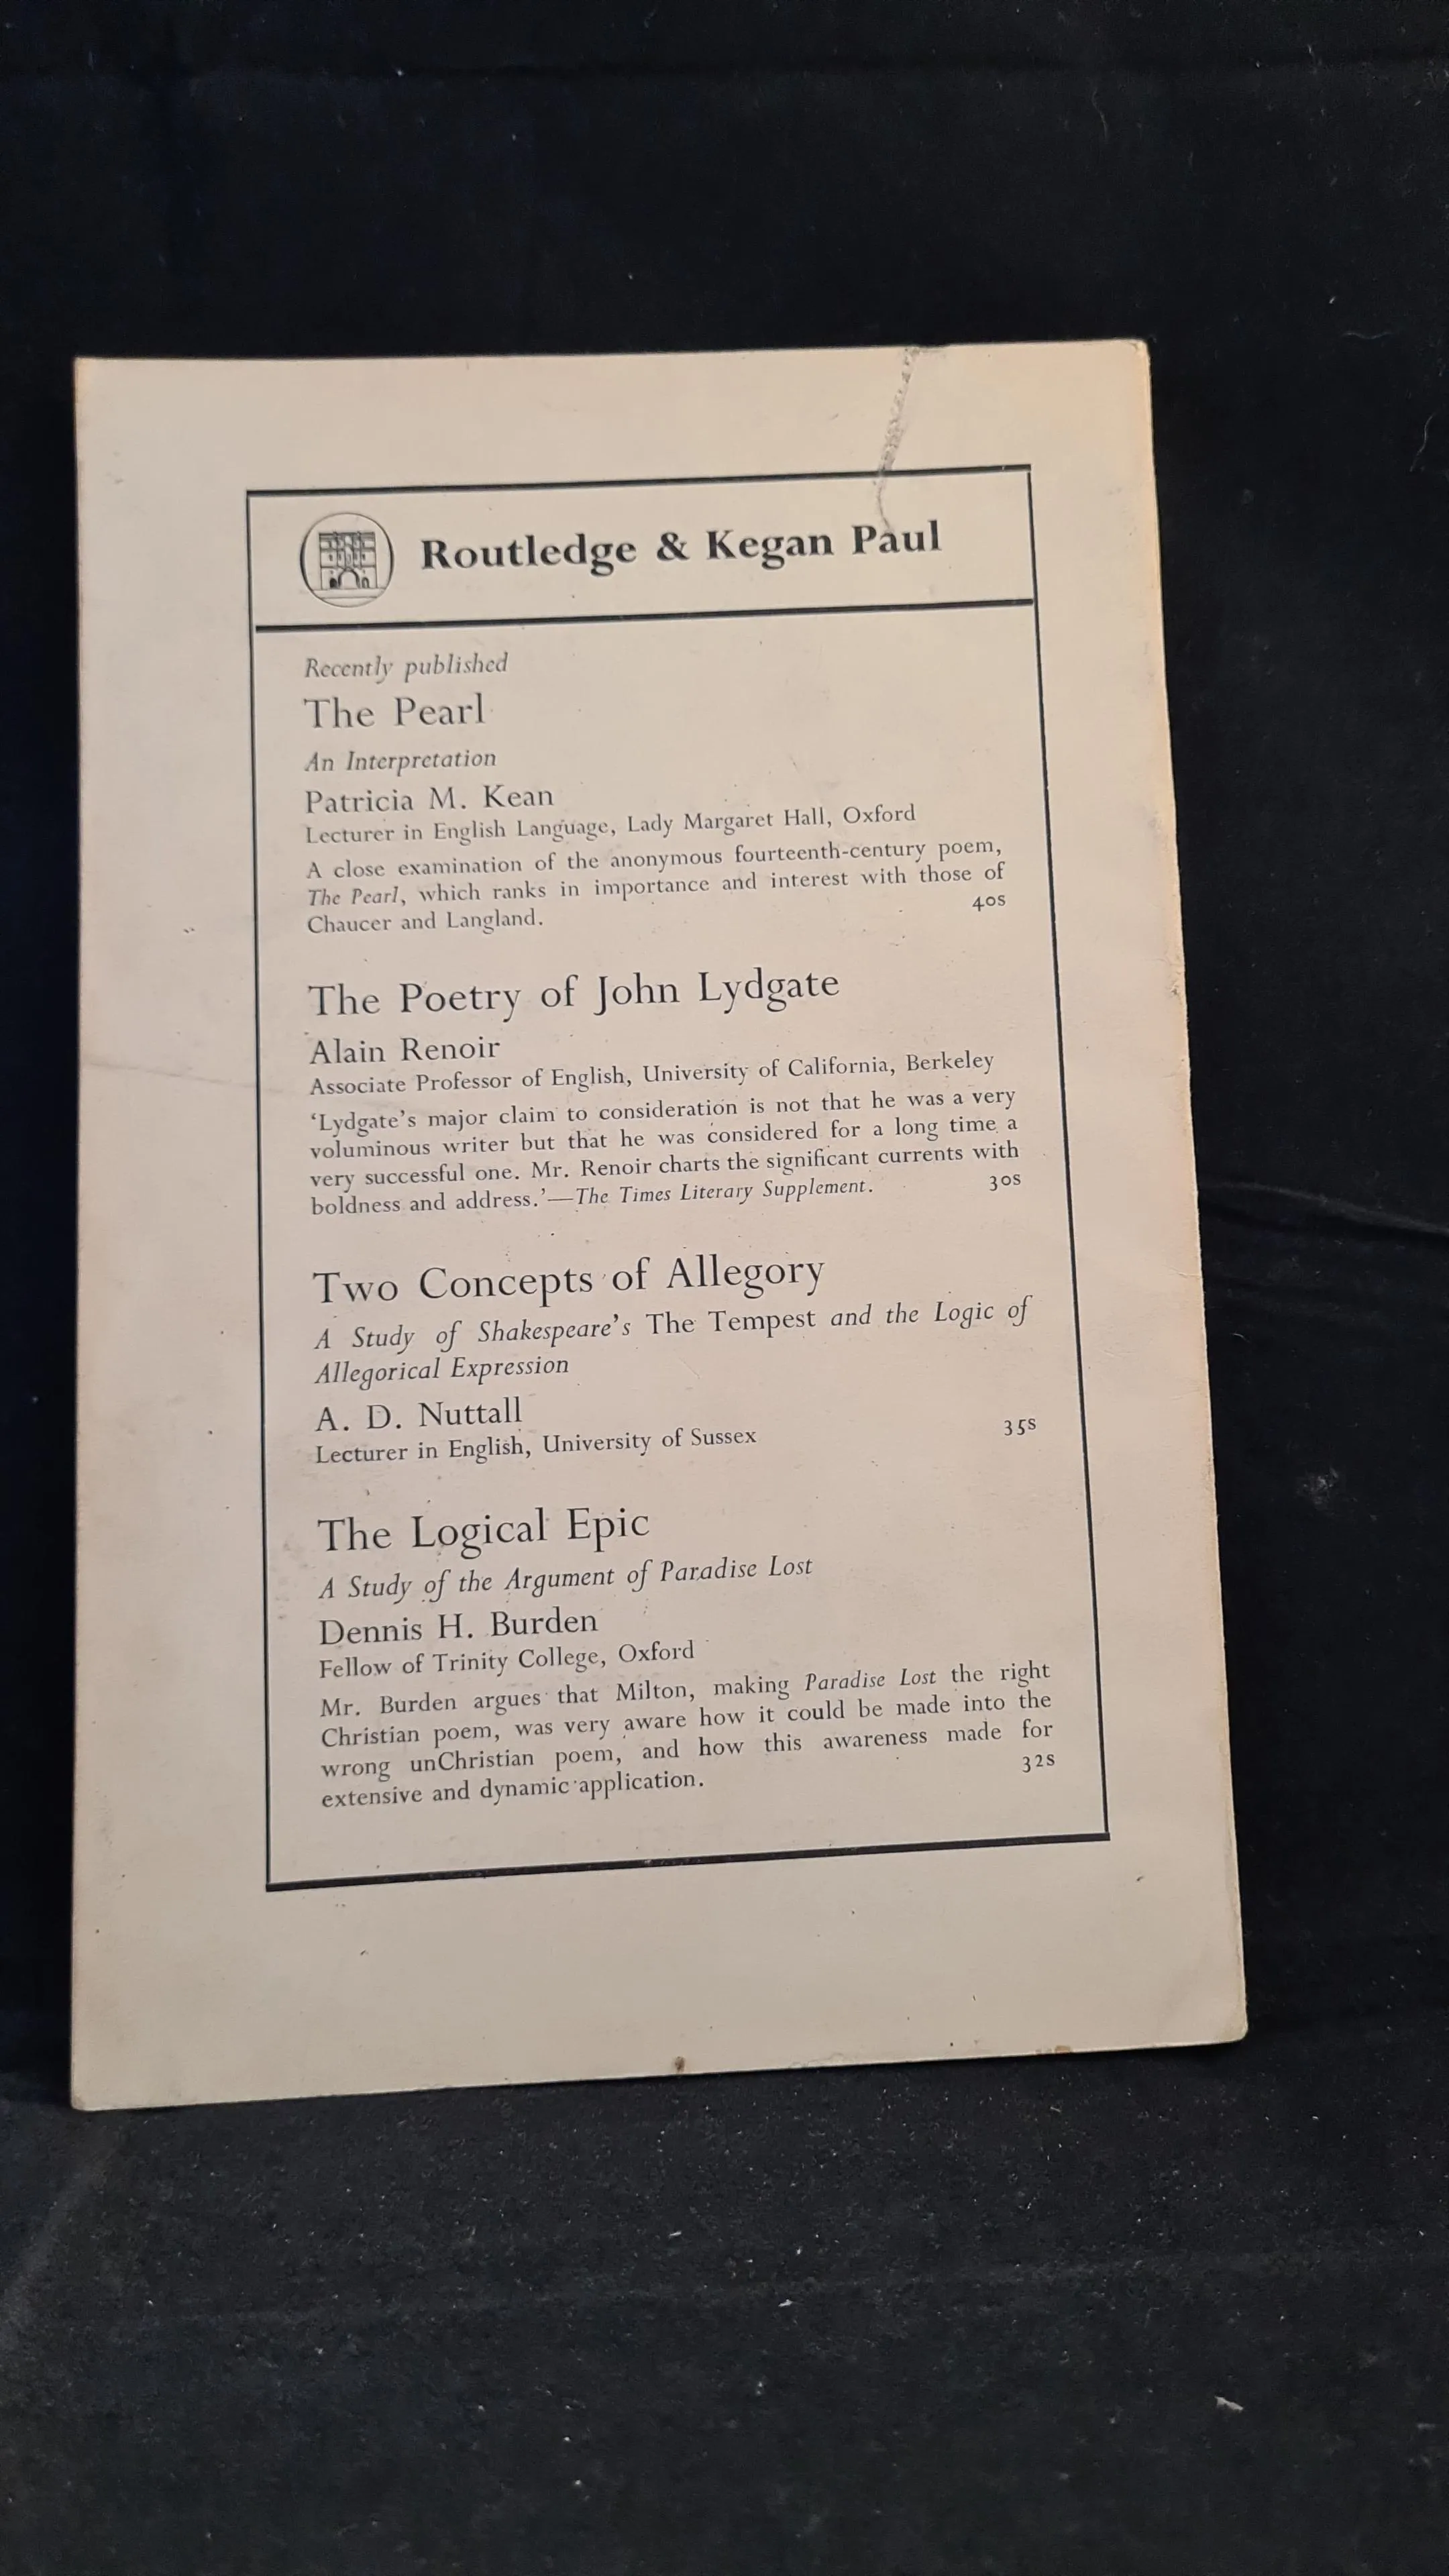 Routledge & Kegan Paul
Recently published
The Pearl
An Interpretation
Patricia M. Kean
Lecturer in English Language, Lady Margaret Hall, Oxford
A close examination of the anonymous fourteenth-century poem,
The Pearl, which ranks in importance and interest with those of
Chaucer and Langland. 40s
The Poetry of John Lydgate
Alain Renoir
Associate Professor of English, University of California, Berkeley
‘Lydgate’s major claim to consideration is not that he was a very
voluminous writer but that he was considered for a long time a
very successful one. Mr. Renoir charts the significant currents with
boldness and address.’—The Times Literary Supplement. 30s
Two Concepts of Allegory
A Study of Shakespeare’s The Tempest and the Logic of
Allegorical Expression
A. D. Nuttall
Lecturer in English, University of Sussex 35s
The Logical Epic
A Study of the Argument of Paradise Lost
Dennis H. Burden
Fellow of Trinity College, Oxford
Mr. Burden argues that Milton, making Paradise Lost the right
Christian poem, was very aware how it could be made into the
wrong unChristian poem, and how this awareness made for
extensive and dynamic application. 32s